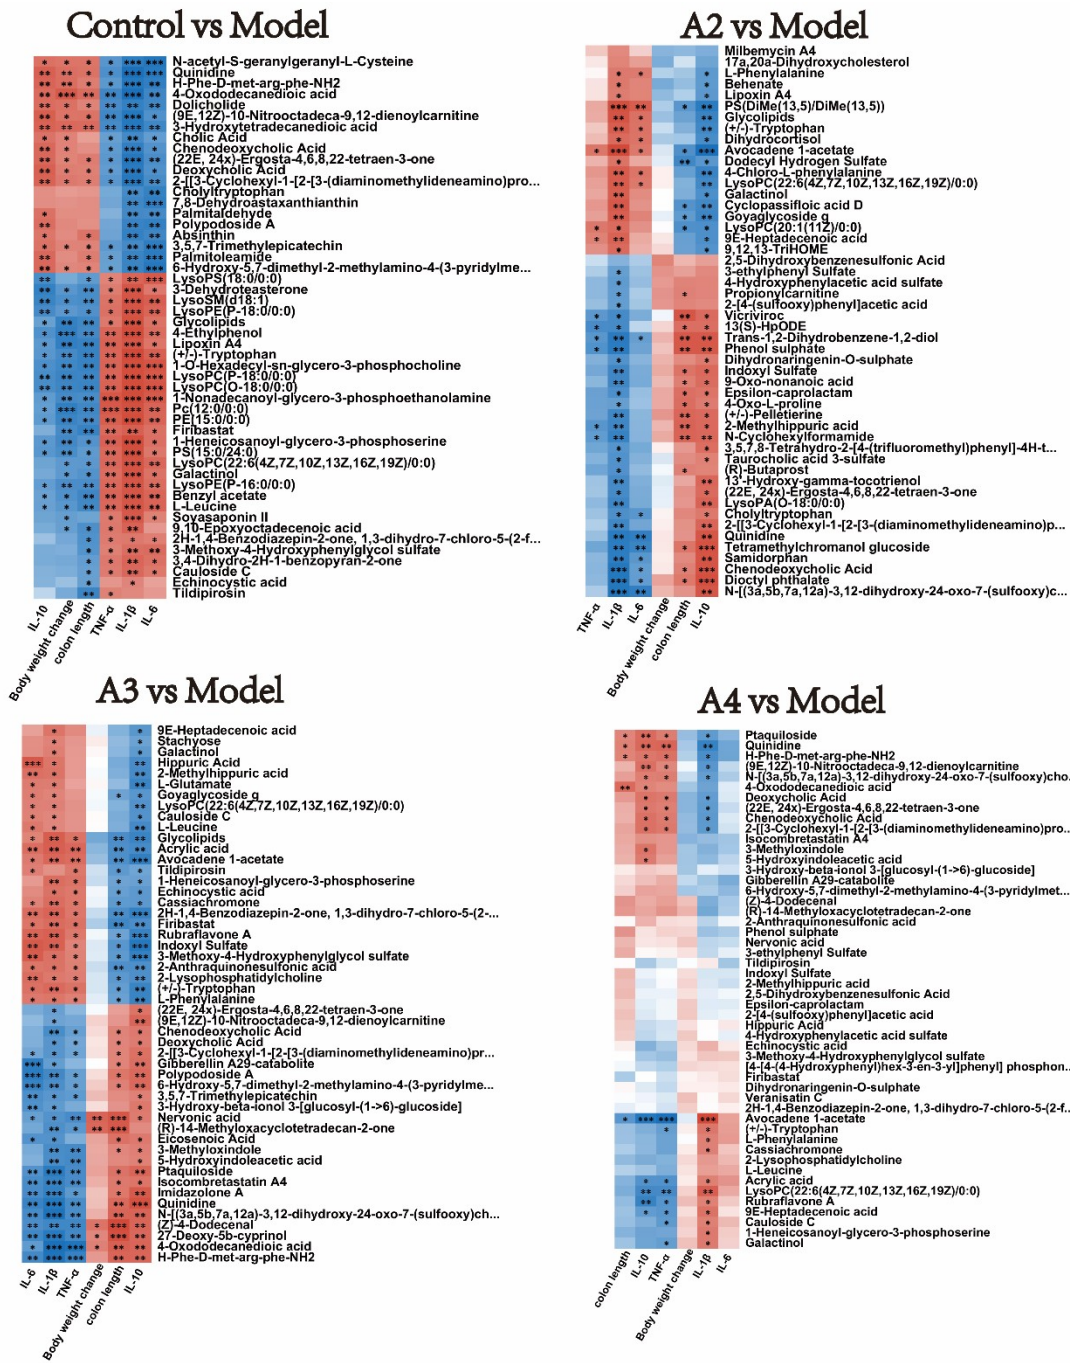 Control vs Model
N-acetyl-S-geranylgeranyl-L-Cysteine
Quinidine
H-Phe-D-met-arg-phe-NH2
4-Oxododecanedioic acid
Dolicholide
(9E,12Z)-10-Nitrooctadeca-9,12-dienoylcarnitine
3-Hydroxytetradecanedioic acid
Cholic Acid
Chenodeoxycholic Acid
(22E, 24x)-Ergosta-4,6,8,22-tetraen-3-one
Deoxycholic Acid
2-[[3-Cyclohexyl-1-[2-[3-(diaminomethylideneamino)pro...
Cholyltryptophan
7,8-Dehydroastaxanthianthin
Palmitaldehyde
Polypodoside A
Absinthin
3,5,7-Trimethylepicatechin
Palmitoleamide
6-Hydroxy-5,7-dimethyl-2-methylamino-4-(3-pyridylme...
LysoPS(18:0/0:0)
3-Dehydroteasterone
LysoSM(d18:1)
LysoPE(P-18:0/0:0)
Glycolipids
4-Ethylphenol
Lipoxin A4
(+/-)-Tryptophan
1-O-Hexadecyl-sn-glycero-3-phosphocholine
LysoPC(P-18:0/0:0)
LysoPC(O-18:0/0:0)
1-Nonadecanoyl-glycero-3-phosphoethanolamine
Pc(12:0/0:0)
PE(15:0/0:0)
Firibastat
1-Heneicosanoyl-glycero-3-phosphoserine
PS(15:0/24:0)
LysoPC(22:6(4Z,7Z,10Z,13Z,16Z,19Z)/0:0)
Galactinol
LysoPE(P-16:0/0:0)
Benzyl acetate
L-Leucine
Soyasaponin II
9,10-Epoxyoctadecenoic acid
2H-1,4-Benzodiazepin-2-one, 1,3-dihydro-7-chloro-5-(2-f...
3-Methoxy-4-Hydroxyphenylglycol sulfate
3,4-Dihydro-2H-1-benzopyran-2-one
Cauloside C
Echinocystic acid
Tildipirosin
IL-10
Body weight change
colon length
TNF-α
IL-1β
IL-6
A2 vs Model
Milbemycin A4
17a,20a-Dihydroxycholesterol
L-Phenylalanine
Behenate
Lipoxin A4
PS(DiMe(13,5)/DiMe(13,5))
Glycolipids
(+/-)-Tryptophan
Dihydrocortisol
Avocadene 1-acetate
Dodecyl Hydrogen Sulfate
4-Chloro-L-phenylalanine
LysoPC(22:6(4Z,7Z,10Z,13Z,16Z,19Z)/0:0)
Galactinol
Cyclopassifloic acid D
Goyaglycoside g
LysoPC(20:1(11Z)/0:0)
9E-Heptadecenoic acid
9,12,13-TriHOME
2,5-Dihydroxybenzenesulfonic Acid
3-ethylphenyl Sulfate
4-Hydroxyphenylacetic acid sulfate
Propionylcarnitine
2-[4-(sulfooxy)phenyl]acetic acid
Vicriviroc
13(S)-HpODE
Trans-1,2-Dihydrobenzene-1,2-diol
Phenol sulphate
Dihydronaringenin-O-sulphate
Indoxyl Sulfate
9-Oxo-nonanoic acid
Epsilon-caprolactam
4-Oxo-L-proline
(+/-)-Pelletierine
2-Methylhippuric acid
N-Cyclohexylformamide
3,5,7,8-Tetrahydro-2-[4-(trifluoromethyl)phenyl]-4H-t...
Taurocholic acid 3-sulfate
(R)-Butaprost
13'-Hydroxy-gamma-tocotrienol
(22E, 24x)-Ergosta-4,6,8,22-tetraen-3-one
LysoPA(O-18:0/0:0)
Cholyltryptophan
2-[[3-Cyclohexyl-1-[2-[3-(diaminomethylideneamino)p...
Quinidine
Tetramethylchromanol glucoside
Samidorphan
Chenodeoxycholic Acid
Dioctyl phthalate
N-[(3a,5b,7a,12a)-3,12-dihydroxy-24-oxo-7-(sulfooxy)c...
TNF-α
IL-1β
IL-6
Body weight change
colon length
IL-10
A3 vs Model
9E-Heptadecenoic acid
Stachyose
Galactinol
Hippuric Acid
2-Methylhippuric acid
L-Glutamate
Goyaglycoside g
LysoPC(22:6(4Z,7Z,10Z,13Z,16Z,19Z)/0:0)
Cauloside C
L-Leucine
Glycolipids
Acrylic acid
Avocadene 1-acetate
Tildipirosin
1-Heneicosanoyl-glycero-3-phosphoserine
Echinocystic acid
Cassiachromone
2H-1,4-Benzodiazepin-2-one, 1,3-dihydro-7-chloro-5-(2-...
Firibastat
Rubraflavone A
Indoxyl Sulfate
3-Methoxy-4-Hydroxyphenylglycol sulfate
2-Anthraquinonesulfonic acid
2-Lysophosphatidylcholine
(+/-)-Tryptophan
L-Phenylalanine
(22E, 24x)-Ergosta-4,6,8,22-tetraen-3-one
(9E,12Z)-10-Nitrooctadeca-9,12-dienoylcarnitine
Chenodeoxycholic Acid
Deoxycholic Acid
2-[[3-Cyclohexyl-1-[2-[3-(diaminomethylideneamino)pr...
Gibberellin A29-catabolite
Polypodoside A
6-Hydroxy-5,7-dimethyl-2-methylamino-4-(3-pyridylme...
3,5,7-Trimethylepicatechin
3-Hydroxy-beta-ionol 3-[glucosyl-(1->6)-glucoside]
Nervonic acid
(R)-14-Methyloxacyclotetradecan-2-one
Eicosenoic Acid
3-Methyloxindole
5-Hydroxyindoleacetic acid
Ptaquiloside
Isocombretastatin A4
Imidazolone A
Quinidine
N-[(3a,5b,7a,12a)-3,12-dihydroxy-24-oxo-7-(sulfooxy)ch...
(Z)-4-Dodecenal
27-Deoxy-5b-cyprinol
4-Oxododecanedioic acid
H-Phe-D-met-arg-phe-NH2
IL-6
IL-1β
TNF-α
Body weight change
colon length
IL-10
A4 vs Model
Ptaquiloside
Quinidine
H-Phe-D-met-arg-phe-NH2
(9E,12Z)-10-Nitrooctadeca-9,12-dienoylcarnitine
N-[(3a,5b,7a,12a)-3,12-dihydroxy-24-oxo-7-(sulfooxy)cho...
4-Oxododecanedioic acid
Deoxycholic Acid
(22E, 24x)-Ergosta-4,6,8,22-tetraen-3-one
Chenodeoxycholic Acid
2-[[3-Cyclohexyl-1-[2-[3-(diaminomethylideneamino)pro...
Isocombretastatin A4
3-Methyloxindole
5-Hydroxyindoleacetic acid
3-Hydroxy-beta-ionol 3-[glucosyl-(1->6)-glucoside]
Gibberellin A29-catabolite
6-Hydroxy-5,7-dimethyl-2-methylamino-4-(3-pyridylmet...
(Z)-4-Dodecenal
(R)-14-Methyloxacyclotetradecan-2-one
2-Anthraquinonesulfonic acid
Phenol sulphate
Nervonic acid
3-ethylphenyl Sulfate
Tildipirosin
Indoxyl Sulfate
2-Methylhippuric acid
2,5-Dihydroxybenzenesulfonic Acid
Epsilon-caprolactam
2-[4-(sulfooxy)phenyl]acetic acid
Hippuric Acid
4-Hydroxyphenylacetic acid sulfate
Echinocystic acid
3-Methoxy-4-Hydroxyphenylglycol sulfate
[4-[4-(4-Hydroxyphenyl)hex-3-en-3-yl]phenyl] phosphon...
Firibastat
Dihydronaringenin-O-sulphate
Veranisatin C
2H-1,4-Benzodiazepin-2-one, 1,3-dihydro-7-chloro-5-(2-f...
Avocadene 1-acetate
(+/-)-Tryptophan
L-Phenylalanine
Cassiachromone
2-Lysophosphatidylcholine
L-Leucine
Acrylic acid
LysoPC(22:6(4Z,7Z,10Z,13Z,16Z,19Z)/0:0)
Rubraflavone A
9E-Heptadecenoic acid
Cauloside C
1-Heneicosanoyl-glycero-3-phosphoserine
Galactinol
colon length
IL-10
TNF-α
Body weight change
IL-1β
IL-6